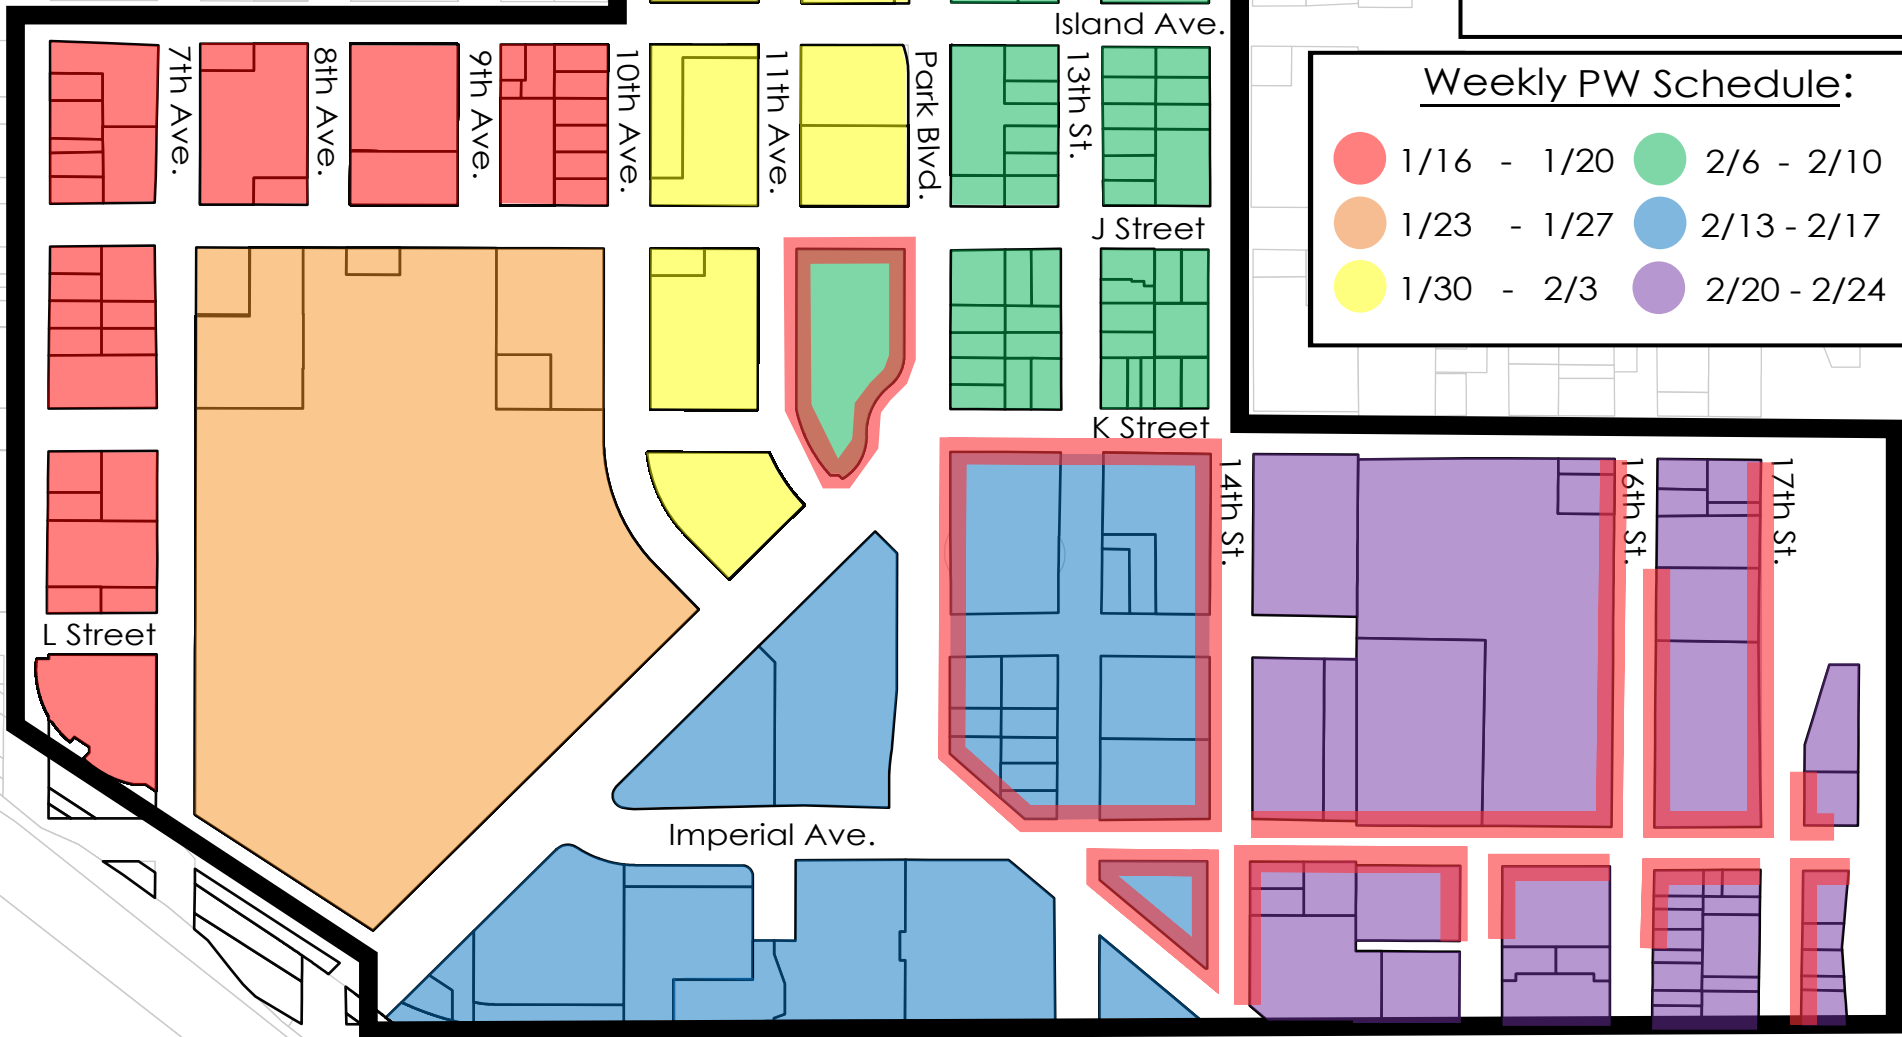 Island Ave.
7th Ave.
8th Ave.
9th Ave.
10th Ave.
11th Ave.
Park Blvd.
13th St.
Weekly PW Schedule:
1/16 - 1/20
2/6 - 2/10
1/23 - 1/27
2/13 - 2/17
1/30 - 2/3
2/20 - 2/24
J Street
K Street
14th St.
16th St.
17th St.
L Street
Imperial Ave.